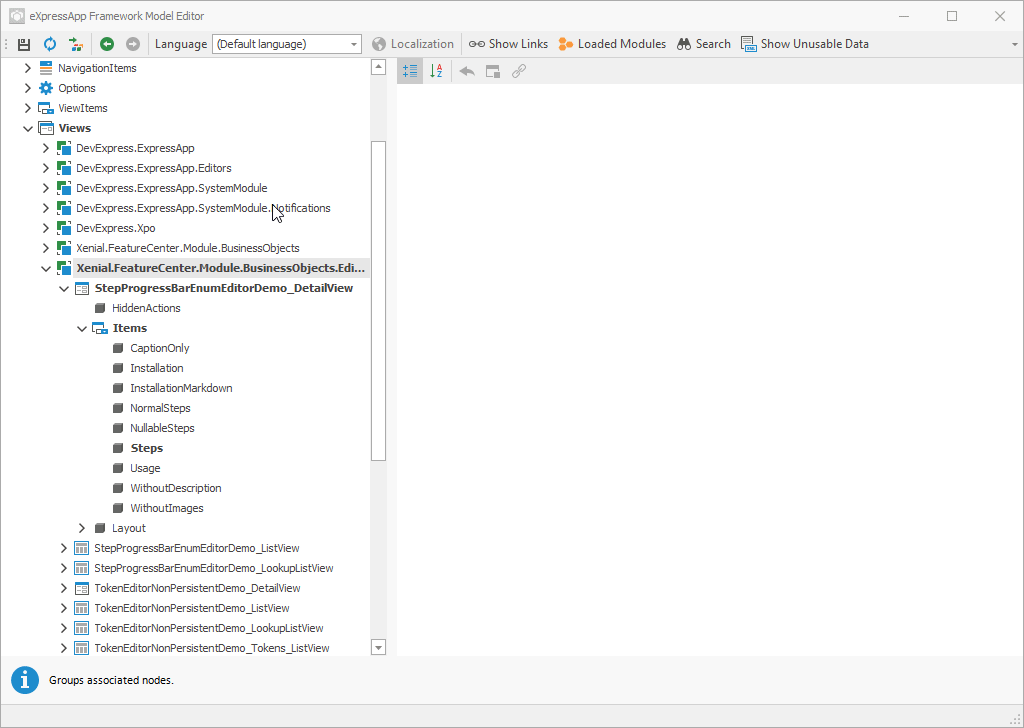 eXpressApp Framework Model Editor
Language (Default language) Localization Show Links Loaded Modules Search Show Unusable Data
NavigationItems
Options
ViewItems
Views
DevExpress.ExpressApp
DevExpress.ExpressApp.Editors
DevExpress.ExpressApp.SystemModule
DevExpress.ExpressApp.SystemModule.Notifications
DevExpress.Xpo
Xenial.FeatureCenter.Module.BusinessObjects
Xenial.FeatureCenter.Module.BusinessObjects.Edi...
StepProgressBarEnumEditorDemo_DetailView
HiddenActions
Items
CaptionOnly
Installation
InstallationMarkdown
NormalSteps
NullableSteps
Steps
Usage
WithoutDescription
WithoutImages
Layout
StepProgressBarEnumEditorDemo_ListView
StepProgressBarEnumEditorDemo_LookupListView
TokenEditorNonPersistentDemo_DetailView
TokenEditorNonPersistentDemo_ListView
TokenEditorNonPersistentDemo_LookupListView
TokenEditorNonPersistentDemo_Tokens_ListView
Groups associated nodes.